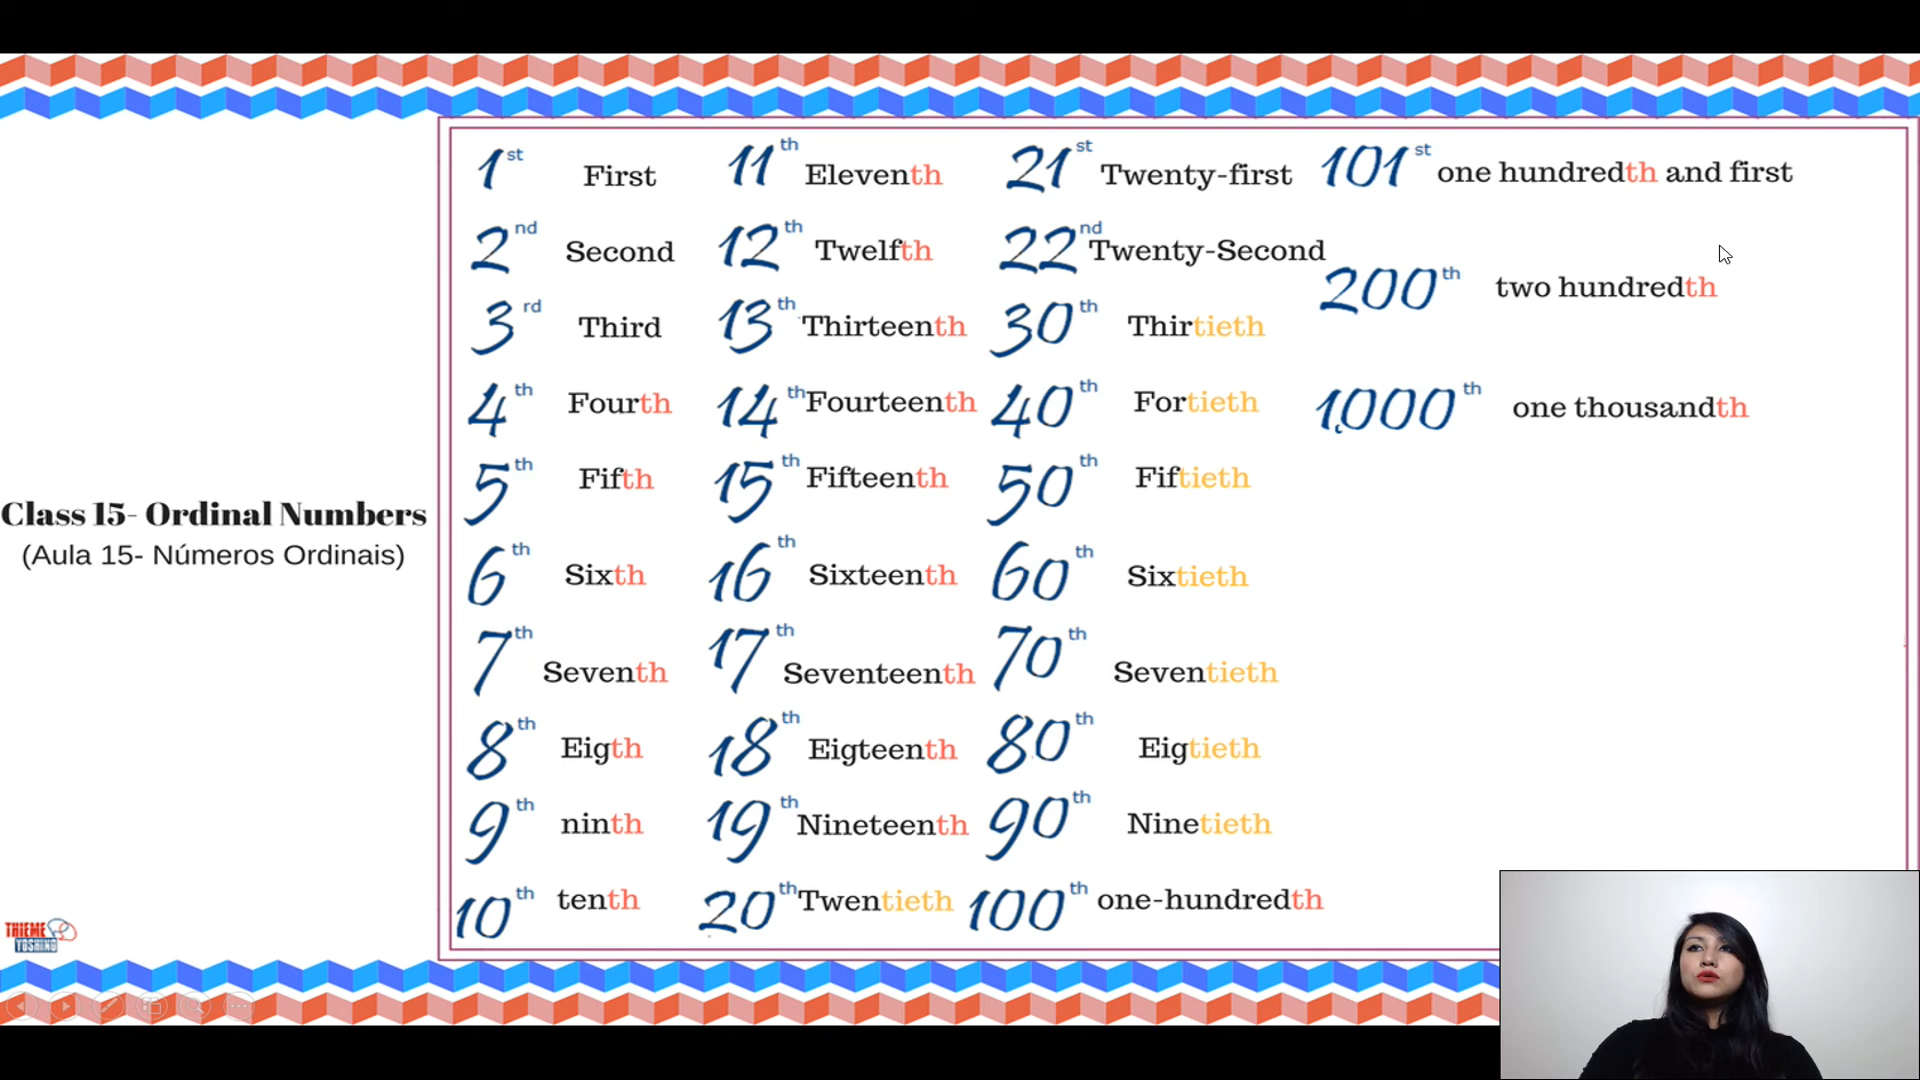 Class 15- Ordinal Numbers
(Aula 15- Números Ordinais)
1st First
2nd Second
3rd Third
4th Fourth
5th Fifth
6th Sixth
7th Seventh
8th Eigth
9th ninth
10th tenth
11th Eleventh
12th Twelfth
13th Thirteenth
14th Fourteenth
15th Fifteenth
16th Sixteenth
17th Seventeenth
18th Eigteenth
19th Nineteenth
20th Twentieth
21st Twenty-first
22nd Twenty-Second
30th Thirtieth
40th Fortieth
50th Fiftieth
60th Sixtieth
70th Seventieth
80th Eigtieth
90th Ninetieth
100th one-hundredth
101st one hundredth and first
200th two hundredth
1,000th one thousandth
THIEME
YOSHINO